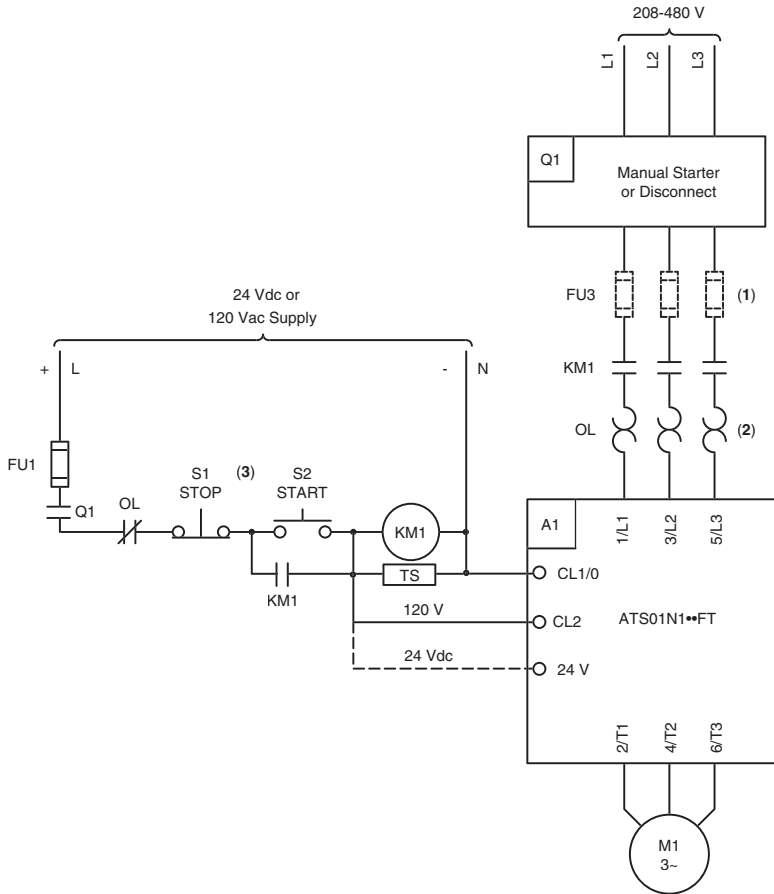 208-480 V
L1
L2
L3
Q1
Manual Starter
or Disconnect
FU3
(1)
KM1
OL
(2)
24 Vdc or
120 Vac Supply
+ L
- N
FU1
Q1
OL
S1
STOP
(3)
S2
START
KM1
KM1
TS
120 V
24 Vdc
A1
1/L1
3/L2
5/L3
CL1/0
CL2
24 V
ATS01N1••FT
2/T1
4/T2
6/T3
M1
3~